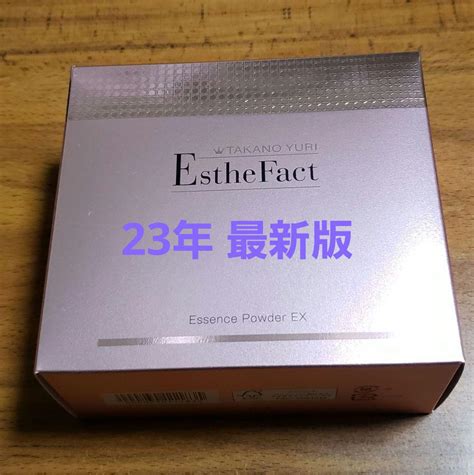 TAKANO YURI
EstheFact
23年 最新版
Essence Powder EX